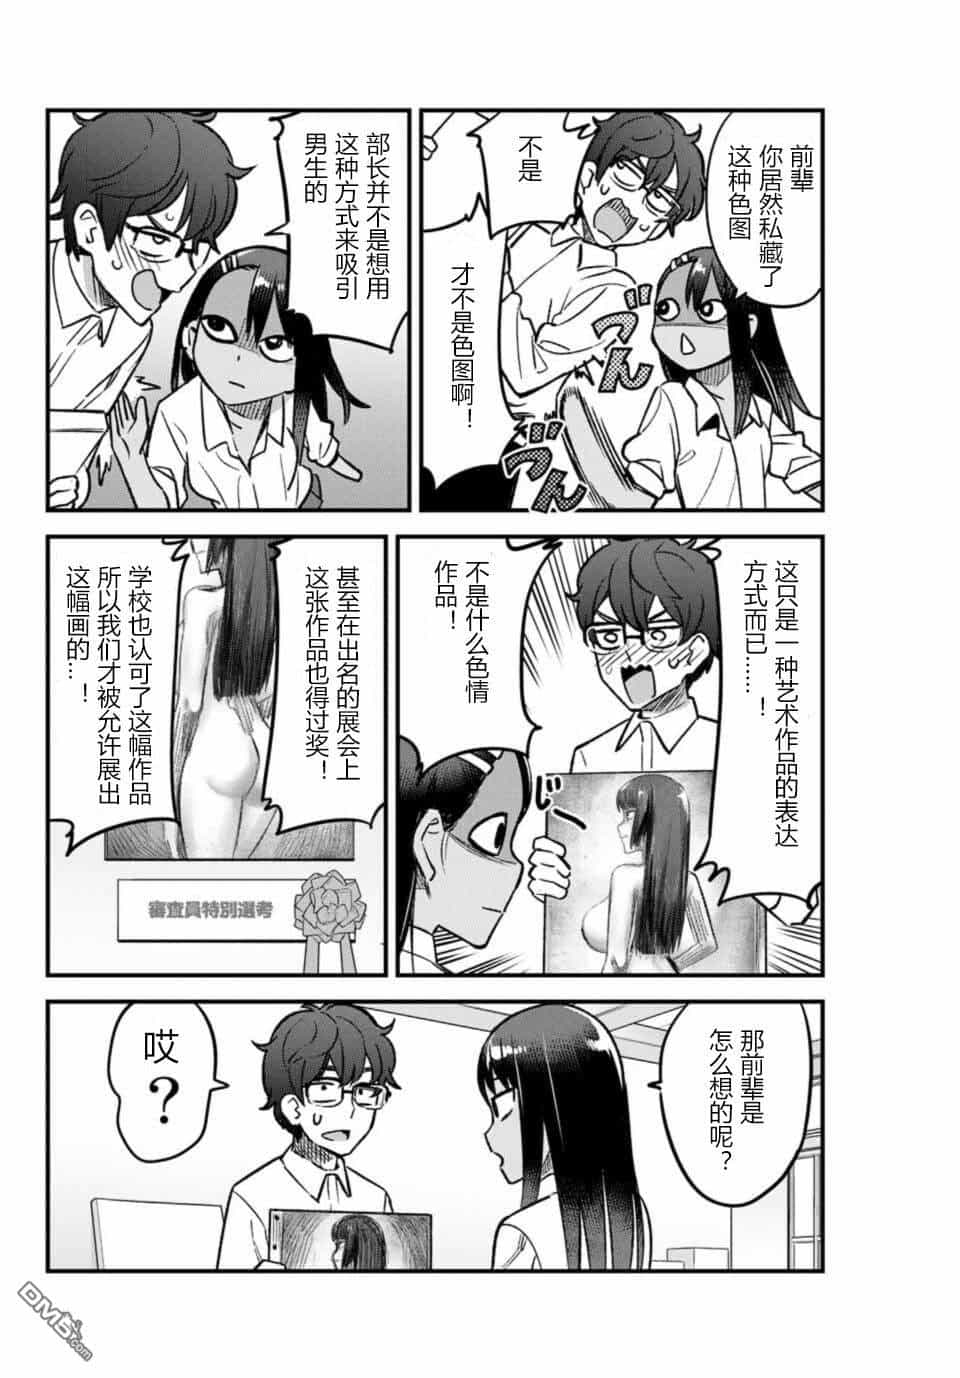 前辈
你居然私藏了
这种色图
不是
才不是色图啊！
づん
づん
部长并不是想用
这种方式来吸引
男生的
这只是一种艺术作品的表达
方式而已……！
不是什么色情
作品！
じー
甚至在出名的展会上
这张作品也得过奖！
学校也认可了这幅作品
所以我们才被允许展出
这幅画的…！
審査員特別選考
那前辈是
怎么想的呢？
哎
？